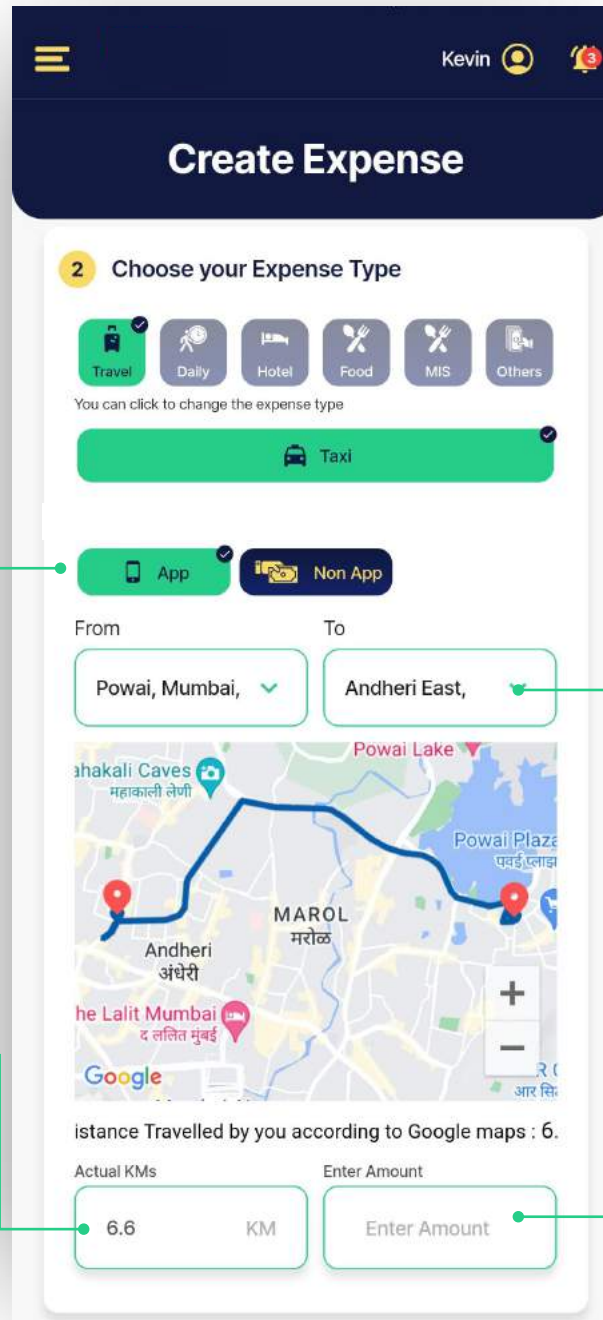 Kevin
3
Create Expense
2 Choose your Expense Type
Travel Daily Hotel Food MIS Others
You can click to change the expense type
Taxi
App Non App
From To
Powai, Mumbai, Andheri East,
Powai Lake
ahakali Caves
महाकाली लेणी
Powai Plaza
पवई प्लाझ
MAROL
मरोळ
Andheri
अंधेरी
he Lalit Mumbai
द ललित मुंबई
+
−
Google
आर सि
istance Travelled by you according to Google maps : 6.
Actual KMs Enter Amount
6.6 KM Enter Amount